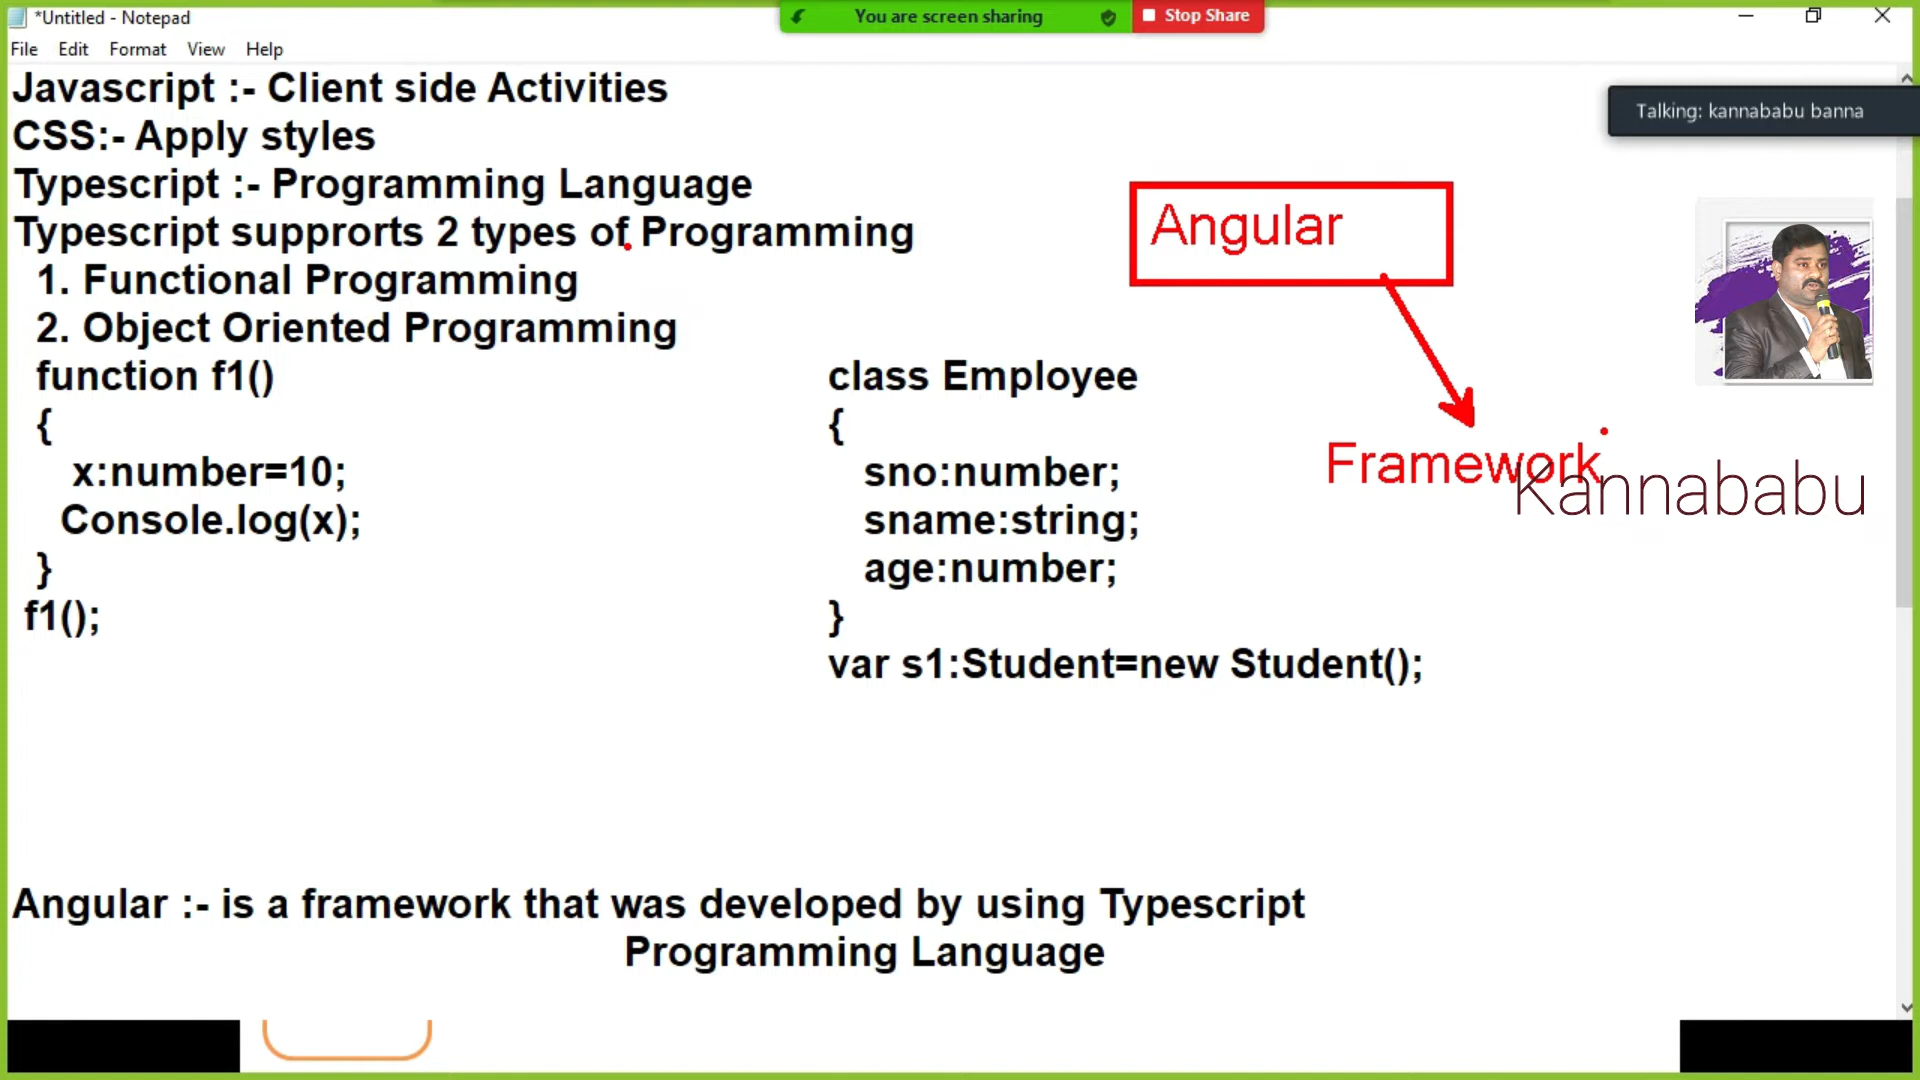 *Untitled - Notepad
You are screen sharing
Stop Share
File Edit Format View Help
Talking: kannababu banna
Javascript :- Client side Activities
CSS:- Apply styles
Typescript :- Programming Language
Typescript supprorts 2 types of Programming
1. Functional Programming
2. Object Oriented Programming
function f1()
{
x:number=10;
Console.log(x);
}
f1();
class Employee
{
sno:number;
sname:string;
age:number;
}
var s1:Student=new Student();
Angular
Framework
Kannababu
Angular :- is a framework that was developed by using Typescript
Programming Language